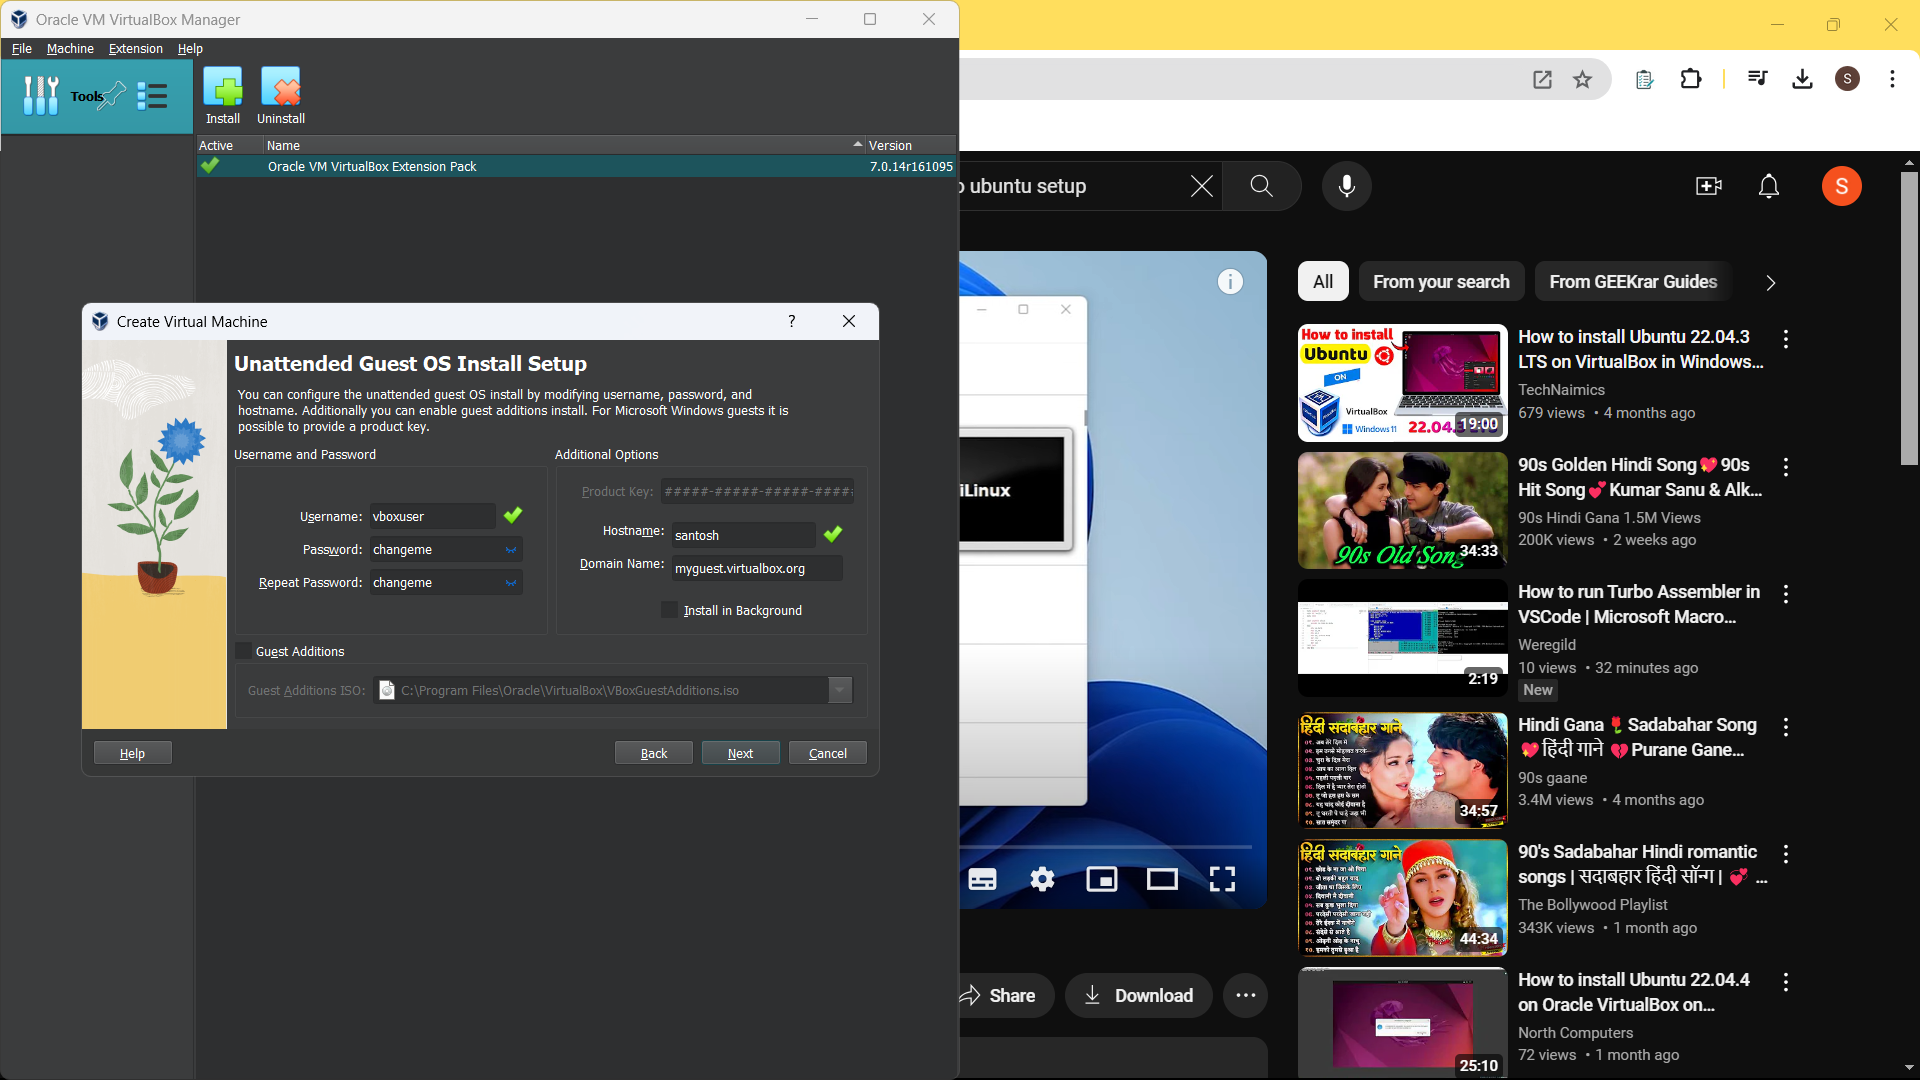 Oracle VM VirtualBox Manager
File Machine Extension Help
Tools
Install Uninstall
Active Name Version
Oracle VM VirtualBox Extension Pack 7.0.14r161095
Create Virtual Machine
?
Unattended Guest OS Install Setup
You can configure the unattended guest OS install by modifying username, password, and
hostname. Additionally you can enable guest additions install. For Microsoft Windows guests it is
possible to provide a product key.
Username and Password
Username: vboxuser
Password: changeme
Repeat Password: changeme
Additional Options
Product Key: #####-#####-#####-####
Hostname: santosh
Domain Name: myguest.virtualbox.org
Install in Background
Guest Additions
Guest Additions ISO: C:\Program Files\Oracle\VirtualBox\VBoxGuestAdditions.iso
Help Back Next Cancel
S
ubuntu setup
S
iLinux
Share Download
All From your search From GEEKrar Guides
How to install
Ubuntu
ON
VirtualBox
Windows 11
19:00
How to install Ubuntu 22.04.3
LTS on VirtualBox in Windows...
TechNaimics
679 views • 4 months ago
90s Old Song
34:33
90s Golden Hindi Song💖90s
Hit Song💕Kumar Sanu & Alk...
90s Hindi Gana 1.5M Views
200K views • 2 weeks ago
2:19
How to run Turbo Assembler in
VSCode | Microsoft Macro...
Weregild
10 views • 32 minutes ago
New
हिंदी सदाबहार गाने
34:57
Hindi Gana🌷Sadabahar Song
💖हिंदी गाने 💔Purane Gane...
90s gaane
3.4M views • 4 months ago
हिंदी सदाबहार गाने
44:34
90's Sadabahar Hindi romantic
songs | सदाबहार हिंदी सॉन्ग | 💞 ...
The Bollywood Playlist
343K views • 1 month ago
25:10
How to install Ubuntu 22.04.4
on Oracle VirtualBox on...
North Computers
72 views • 1 month ago